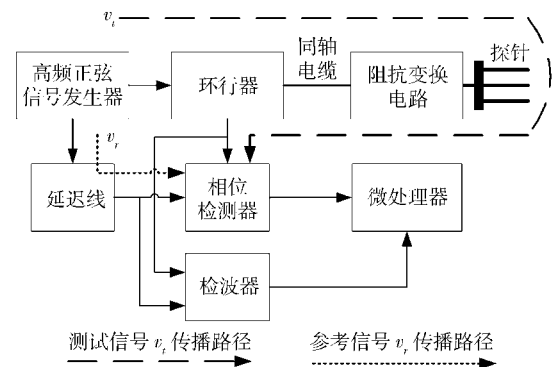 v_t
高频正弦
信号发生器
环行器
同轴
电缆
阻抗变换
电路
探针
v_r
延迟线
相位
检测器
微处理器
检波器
测试信号 v_t 传播路径
参考信号 v_r 传播路径